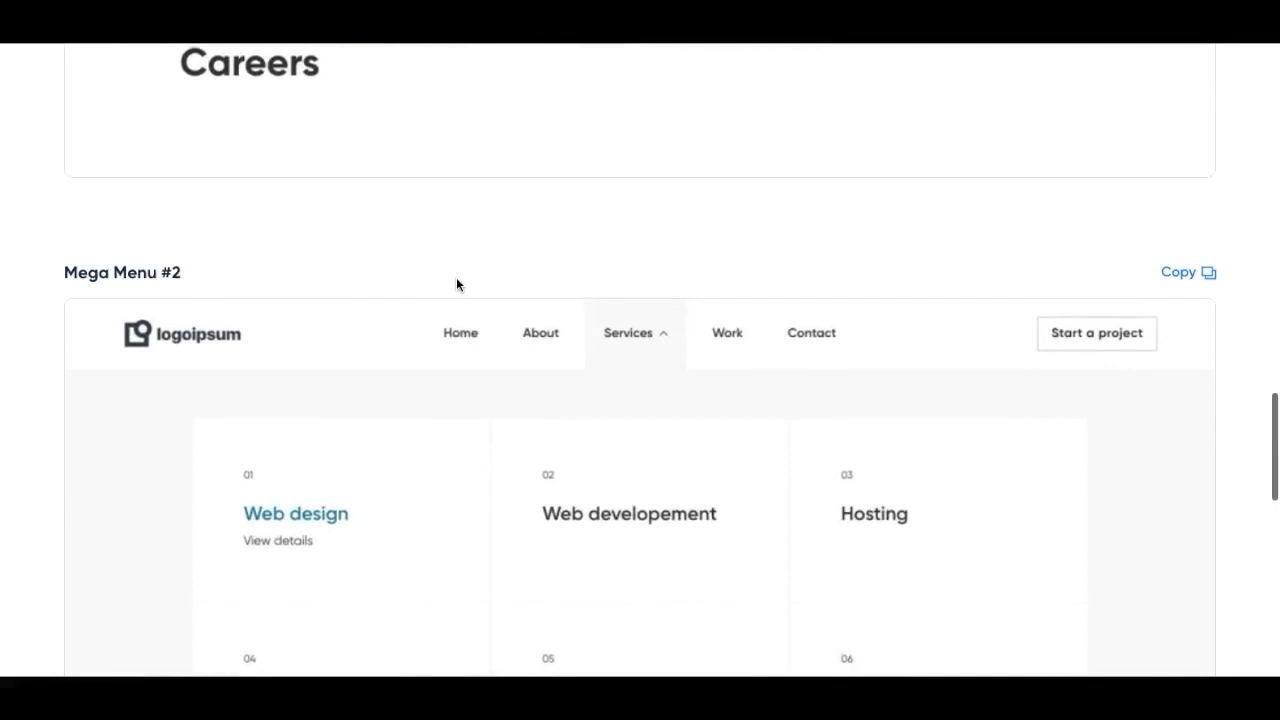 Careers
Mega Menu #2
Copy
logoipsum Home About Services Work Contact Start a project
01 02 03
Web design Web developement Hosting
View details
04 05 06